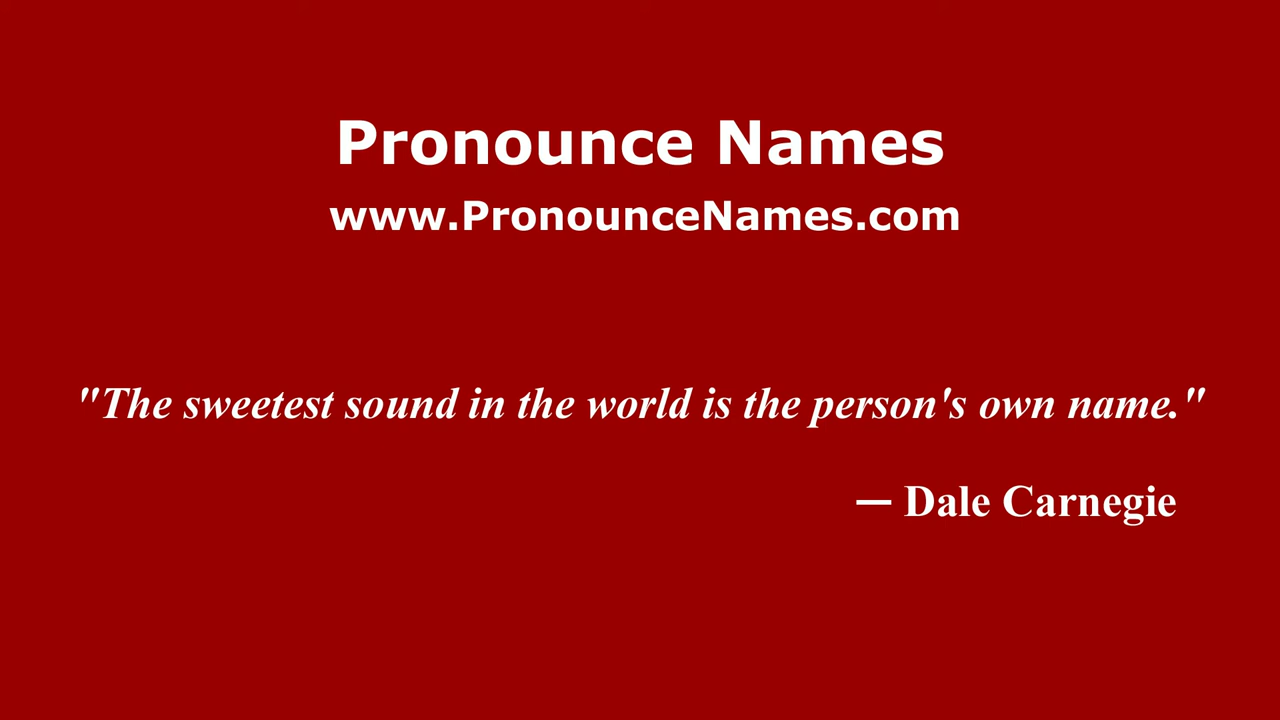 Pronounce Names
www.PronounceNames.com
"The sweetest sound in the world is the person's own name."
— Dale Carnegie